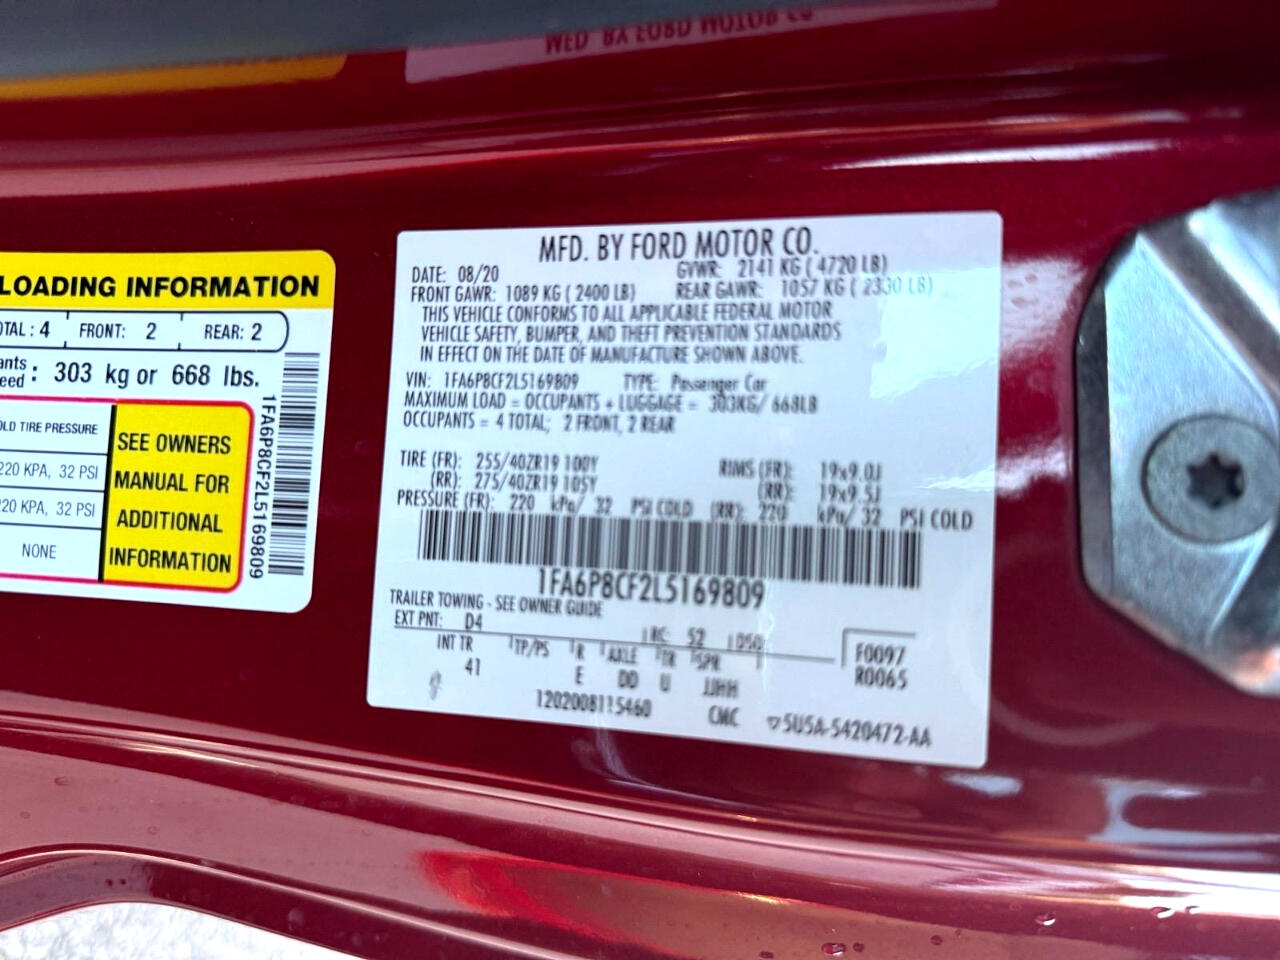 LOADING INFORMATION
OTAL : 4 FRONT: 2 REAR: 2
ants
eed : 303 kg or 668 lbs.
OLD TIRE PRESSURE
220 KPA, 32 PSI
220 KPA, 32 PSI
NONE
SEE OWNERS
MANUAL FOR
ADDITIONAL
INFORMATION
1FA6P8CF2L5169809
MFD. BY FORD MOTOR CO.
DATE: 08/20 GVWR: 2141 KG ( 4720 LB)
FRONT GAWR: 1089 KG ( 2400 LB) REAR GAWR: 1057 KG ( 2330 LB)
THIS VEHICLE CONFORMS TO ALL APPLICABLE FEDERAL MOTOR
VEHICLE SAFETY, BUMPER, AND THEFT PREVENTION STANDARDS
IN EFFECT ON THE DATE OF MANUFACTURE SHOWN ABOVE.
VIN: 1FA6P8CF2L5169809 TYPE: Passenger Car
MAXIMUM LOAD = OCCUPANTS + LUGGAGE = 303KG/ 668LB
OCCUPANTS = 4 TOTAL; 2 FRONT, 2 REAR
TIRE (FR): 255/40ZR19 100Y RIMS (FR): 19x9.0J
(RR): 275/40ZR19 105Y (RR): 19x9.5J
PRESSURE (FR): 220 kPa/ 32 PSI COLD (RR): 220 kPa/ 32 PSI COLD
1FA6P8CF2L5169809
TRAILER TOWING - SEE OWNER GUIDE
EXT PNT: D4 RC: 52 DSO:
INT TR TP/PS R AXLE TR SPR F0097
41 E DD U JJHH R0065
1202008115460 CMC 5U5A-5420472-AA